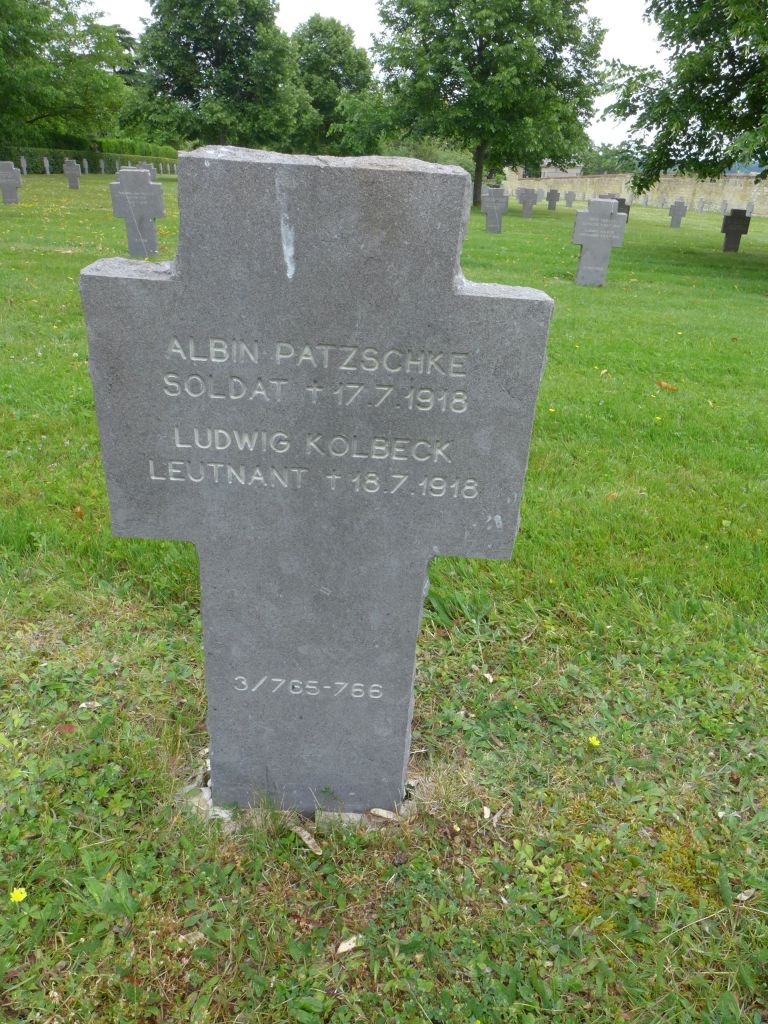 ALBIN PATZSCHKE
SOLDAT † 17.7.1918
LUDWIG KOLBECK
LEUTNANT † 18.7.1918
3/765-766